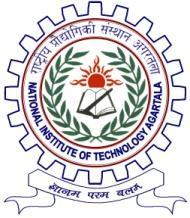 राष्ट्रीय प्रौद्योगिकी संस्थान अगरतला
NATIONAL INSTITUTE OF TECHNOLOGY AGARTALA
ज्ञानम परम बलम